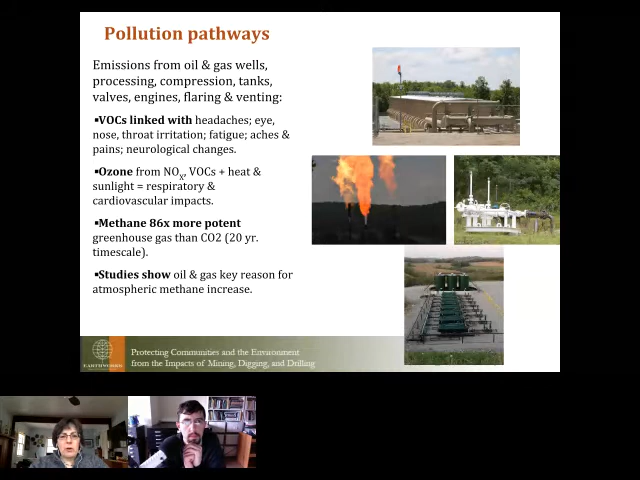 Pollution pathways
Emissions from oil & gas wells,
processing, compression, tanks,
valves, engines, flaring & venting:
▪VOCs linked with headaches; eye,
nose, throat irritation; fatigue; aches &
pains; neurological changes.
▪Ozone from NOX, VOCs + heat &
sunlight = respiratory &
cardiovascular impacts.
▪Methane 86x more potent
greenhouse gas than CO2 (20 yr.
timescale).
▪Studies show oil & gas key reason for
atmospheric methane increase.
EARTHWORKS
Protecting Communities and the Environment
from the Impacts of Mining, Digging, and Drilling